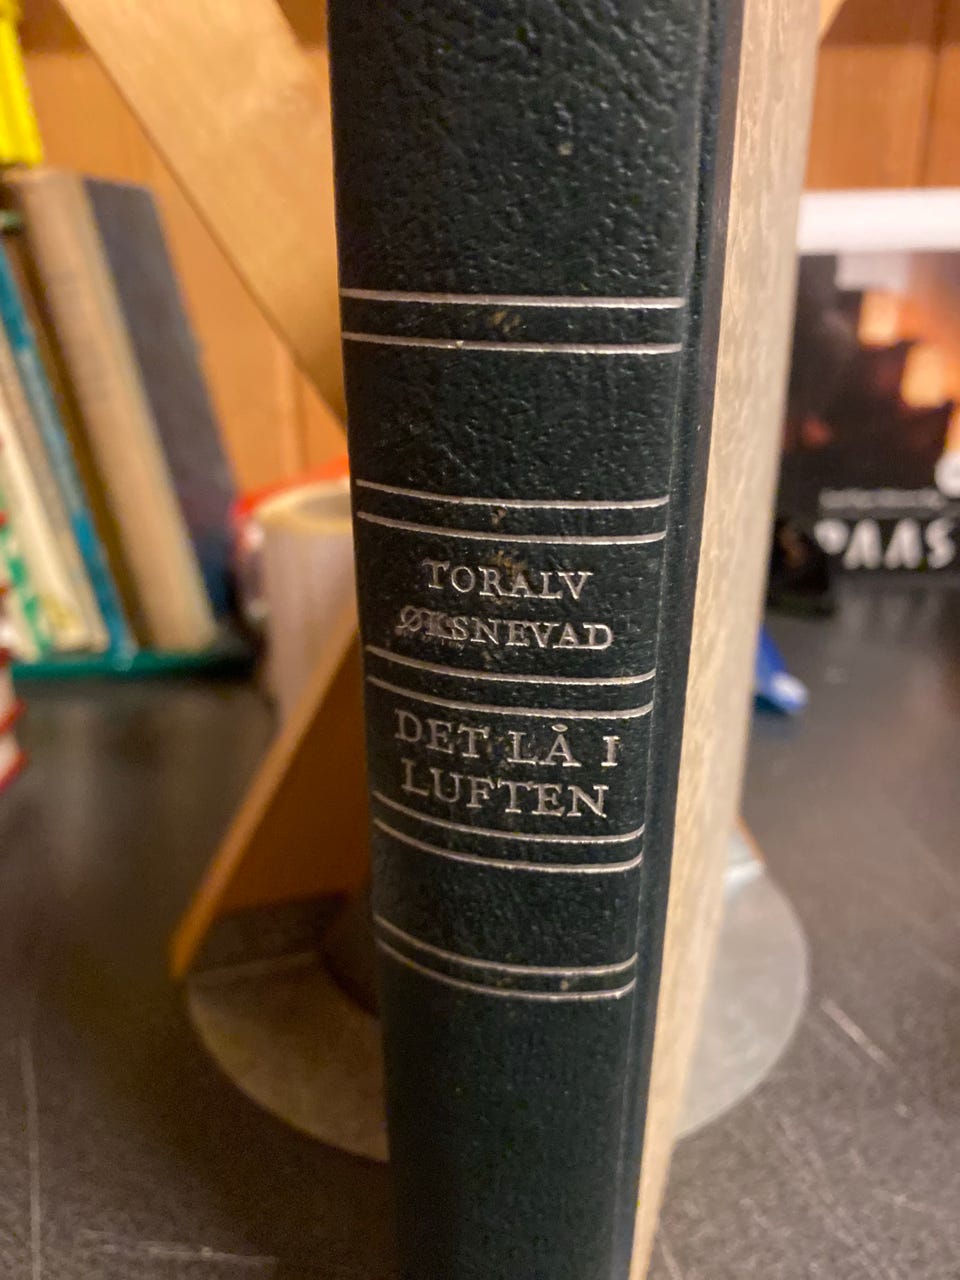 TORALV
ØKSNEVAD
DET LÅ I
LUFTEN